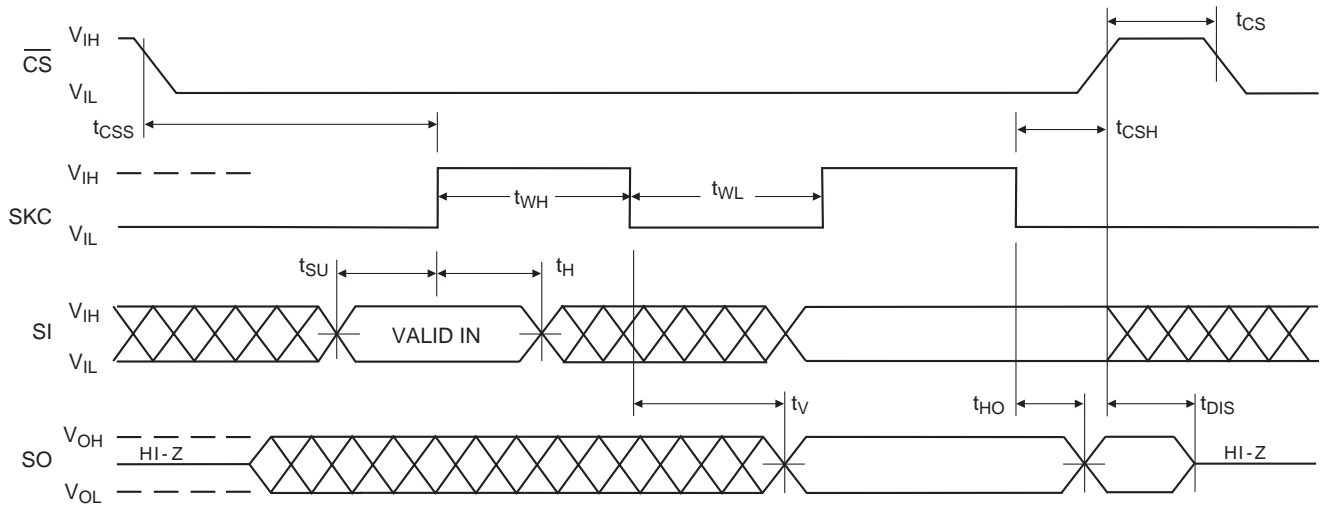 V_IH
CS
V_IL
t_CS
t_CSS
t_CSH
V_IH
SKC
V_IL
t_WH
t_WL
t_SU
t_H
V_IH
SI
V_IL
VALID IN
t_V
t_HO
t_DIS
V_OH
SO
V_OL
HI-Z
HI-Z